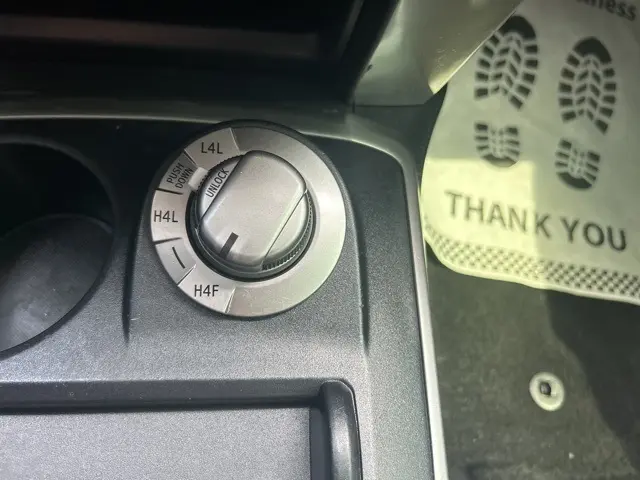 L4L
PUSH
DOWN
UNLOCK
H4L
H4F
THANK YOU